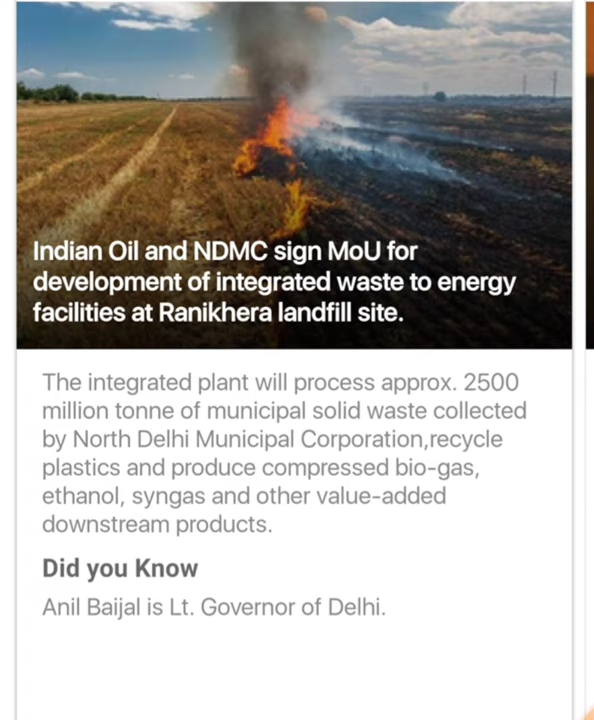 Indian Oil and NDMC sign MoU for
development of integrated waste to energy
facilities at Ranikhera landfill site.
The integrated plant will process approx. 2500
million tonne of municipal solid waste collected
by North Delhi Municipal Corporation,recycle
plastics and produce compressed bio-gas,
ethanol, syngas and other value-added
downstream products.
Did you Know
Anil Baijal is Lt. Governor of Delhi.